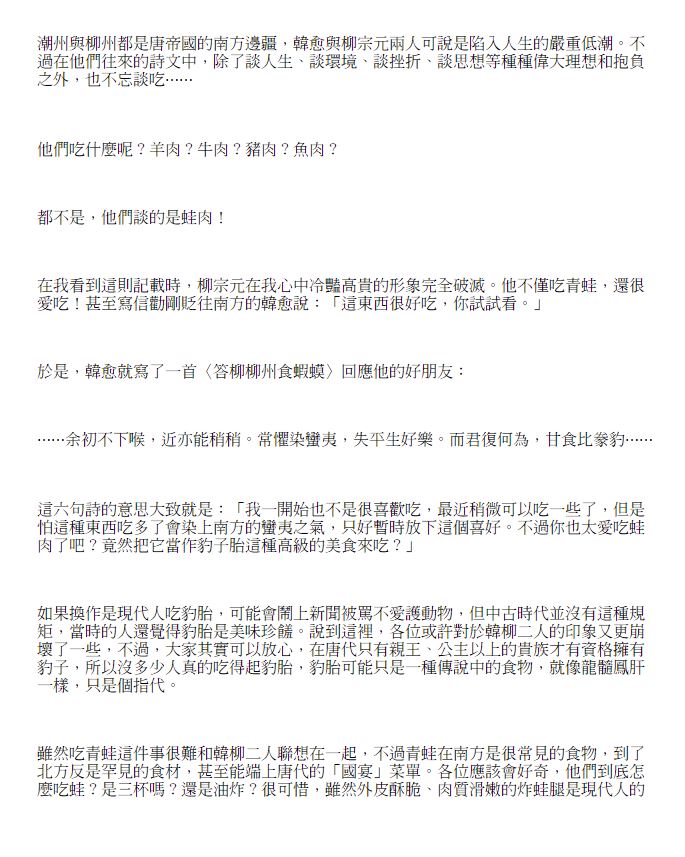 潮州與柳州都是唐帝國的南方邊疆，韓愈與柳宗元兩人可說是陷入人生的嚴重低潮。不
過在他們往來的詩文中，除了談人生、談環境、談挫折、談思想等種種偉大理想和抱負
之外，也不忘談吃……
他們吃什麼呢？羊肉？牛肉？豬肉？魚肉？
都不是，他們談的是蛙肉！
在我看到這則記載時，柳宗元在我心中冷豔高貴的形象完全破滅。他不僅吃青蛙，還很
愛吃！甚至寫信勸剛貶往南方的韓愈說：「這東西很好吃，你試試看。」
於是，韓愈就寫了一首〈答柳柳州食蝦蟆〉回應他的好朋友：
……余初不下喉，近亦能稍稍。常懼染蠻夷，失平生好樂。而君復何為，甘食比豢豹……
這六句詩的意思大致就是：「我一開始也不是很喜歡吃，最近稍微可以吃一些了，但是
怕這種東西吃多了會染上南方的蠻夷之氣，只好暫時放下這個喜好。不過你也太愛吃蛙
肉了吧？竟然把它當作豹子胎這種高級的美食來吃？」
如果換作是現代人吃豹胎，可能會鬧上新聞被罵不愛護動物，但中古時代並沒有這種規
矩，當時的人還覺得豹胎是美味珍饈。說到這裡，各位或許對於韓柳二人的印象又更崩
壞了一些，不過，大家其實可以放心，在唐代只有親王、公主以上的貴族才有資格擁有
豹子，所以沒多少人真的吃得起豹胎，豹胎可能只是一種傳說中的食物，就像龍髓鳳肝
一樣，只是個指代。
雖然吃青蛙這件事很難和韓柳二人聯想在一起，不過青蛙在南方是很常見的食物，到了
北方反是罕見的食材，甚至能端上唐代的「國宴」菜單。各位應該會好奇，他們到底怎
麼吃蛙？是三杯嗎？還是油炸？很可惜，雖然外皮酥脆、肉質滑嫩的炸蛙腿是現代人的